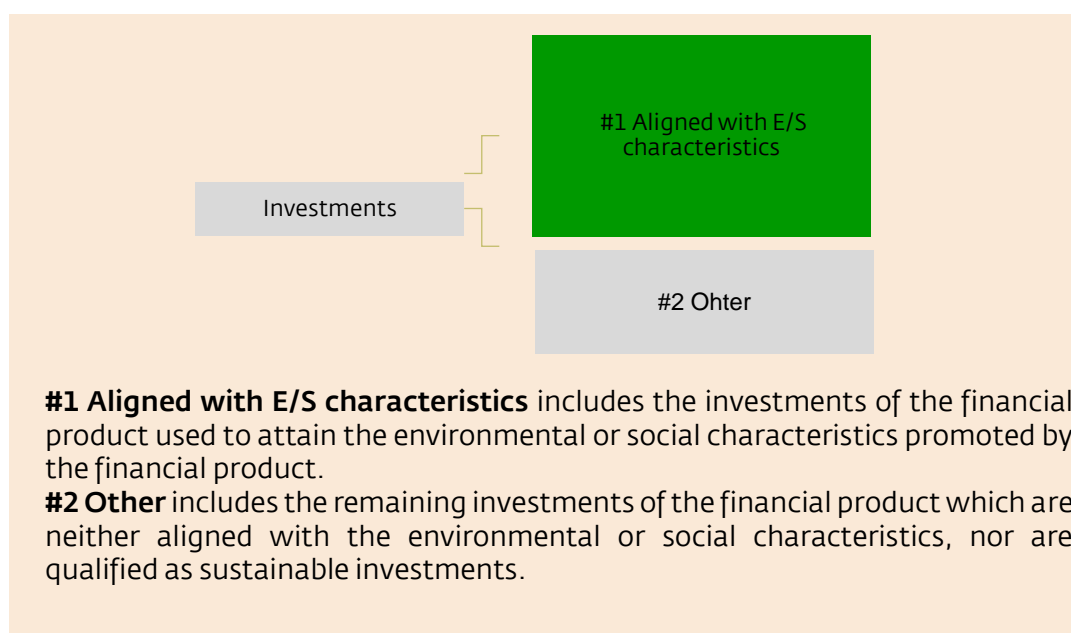 #1 Aligned with E/S
characteristics
Investments
#2 Ohter
#1 Aligned with E/S characteristics includes the investments of the financial
product used to attain the environmental or social characteristics promoted by
the financial product.
#2 Other includes the remaining investments of the financial product which are
neither aligned with the environmental or social characteristics, nor are
qualified as sustainable investments.